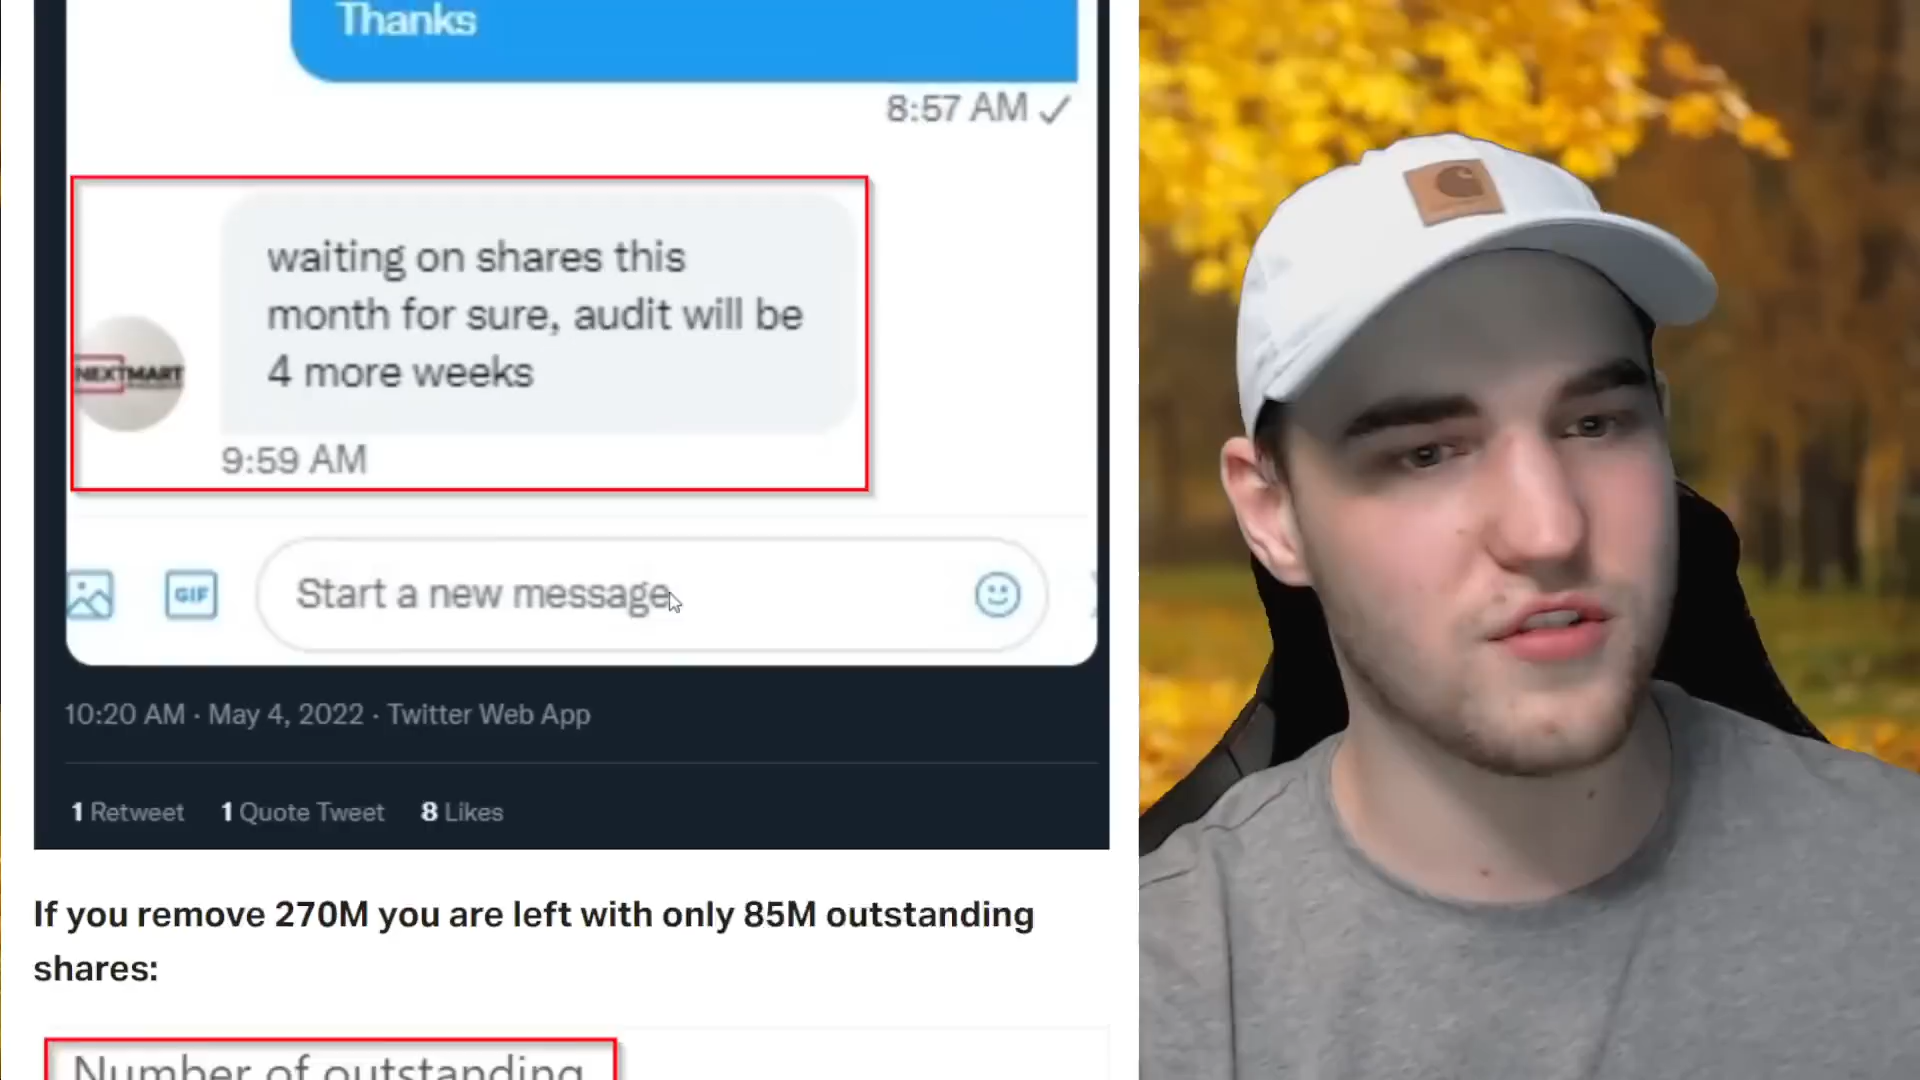 Thanks
8:57 AM
waiting on shares this
month for sure, audit will be
4 more weeks
NEXTMART
9:59 AM
GIF
Start a new message
10:20 AM · May 4, 2022 · Twitter Web App
1 Retweet 1 Quote Tweet 8 Likes
If you remove 270M you are left with only 85M outstanding
shares:
Number of outstanding